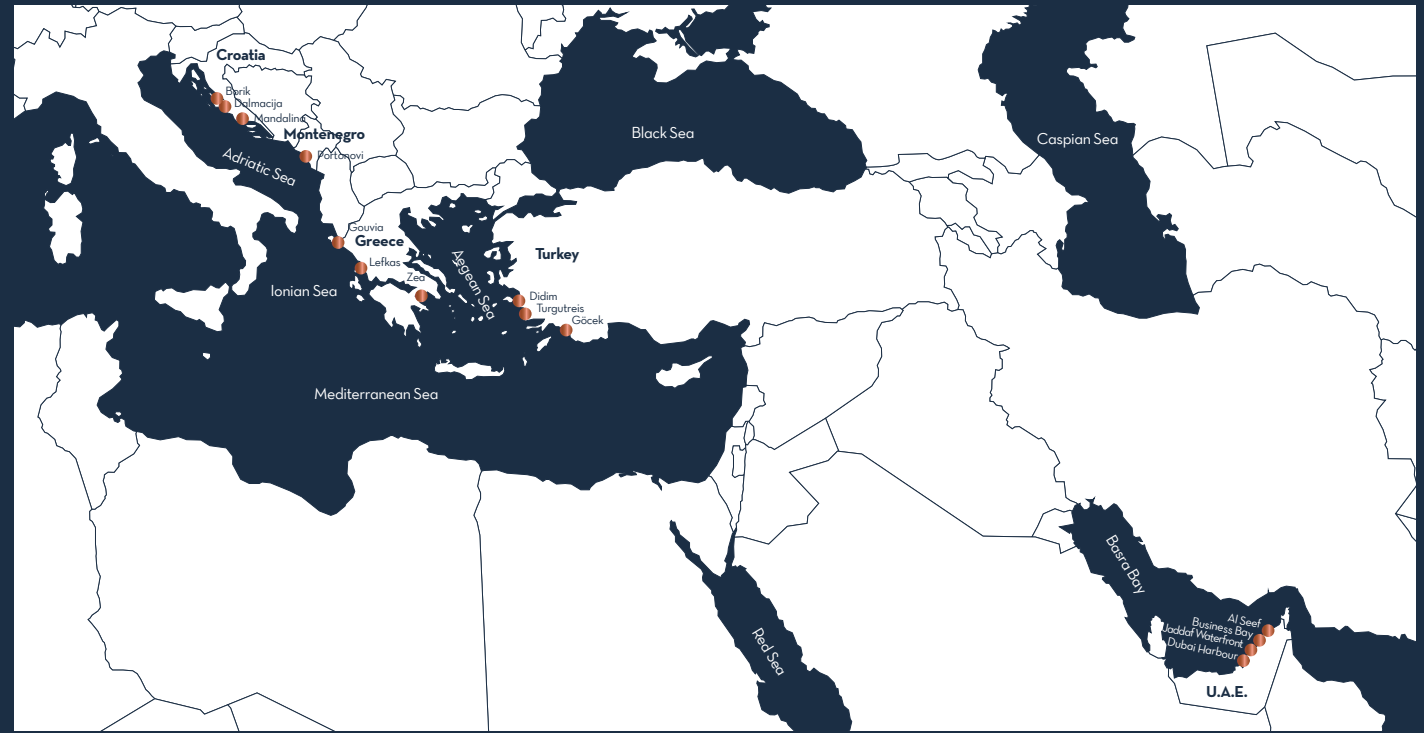 Croatia
Borik
Dalmacija
Mandalina
Montenegro
Portonovi
Adriatic Sea
Black Sea
Caspian Sea
Gouvia
Greece
Lefkas
Zea
Aegean Sea
Turkey
Ionian Sea
Didim
Turgutreis
Göcek
Mediterranean Sea
Basra Bay
Red Sea
Al Seef
Business Bay
Jaddaf Waterfront
Dubai Harbour
U.A.E.